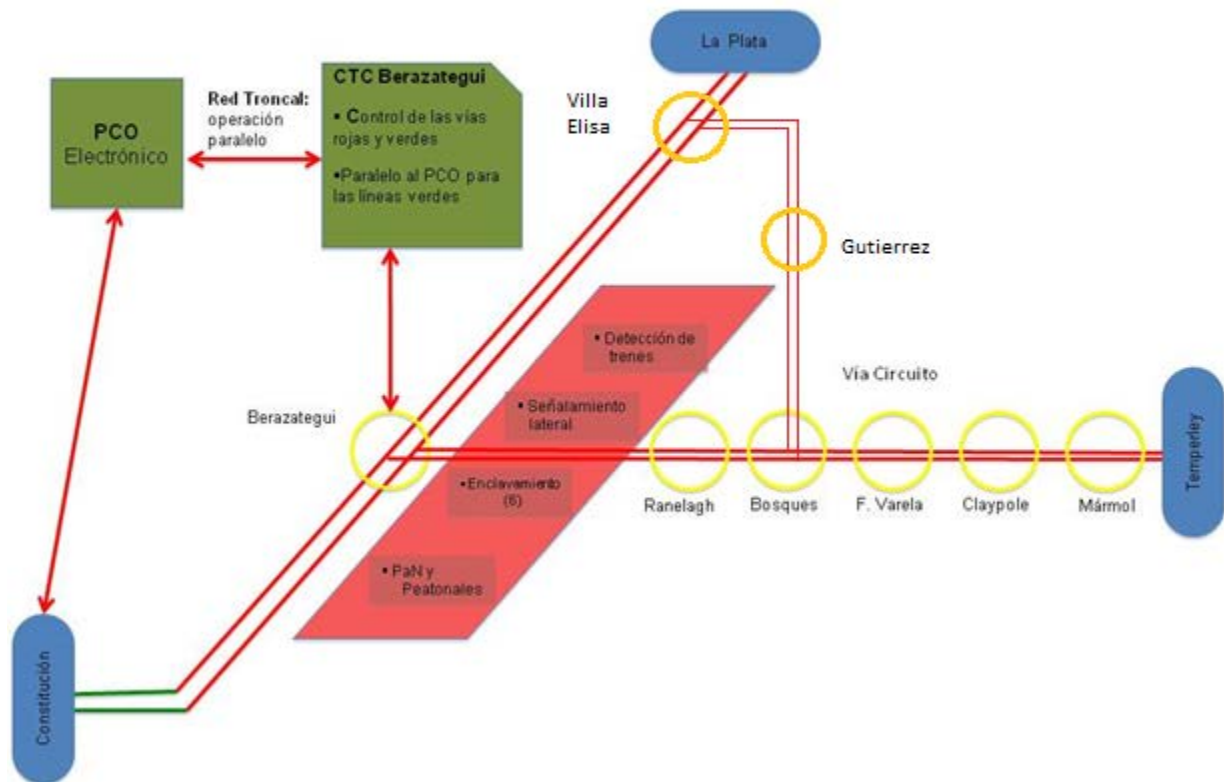 La Plata
Villa
Elisa
CTC Berazategui
▪ Control de las vías
rojas y verdes
▪Paralelo al PCO para
las líneas verdes
Red Troncal:
operación
paralelo
PCO
Electrónico
Gutierrez
▪ Detección de
trenes
Vía Circuito
▪ Señalamiento
lateral
Berazategui
▪Enclavamiento
(6)
Ranelagh
Bosques
F. Varela
Claypole
Mármol
Temperley
▪ PaN y
Peatonales
Constitución